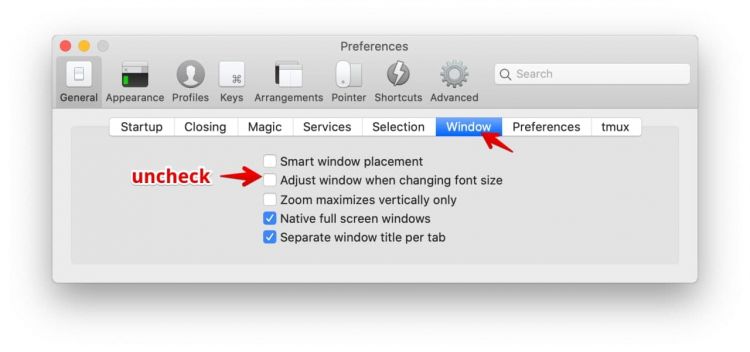 Preferences
General Appearance Profiles Keys Arrangements Pointer Shortcuts Advanced
Search
Startup Closing Magic Services Selection Window Preferences tmux
Smart window placement
uncheck
Adjust window when changing font size
Zoom maximizes vertically only
Native full screen windows
Separate window title per tab